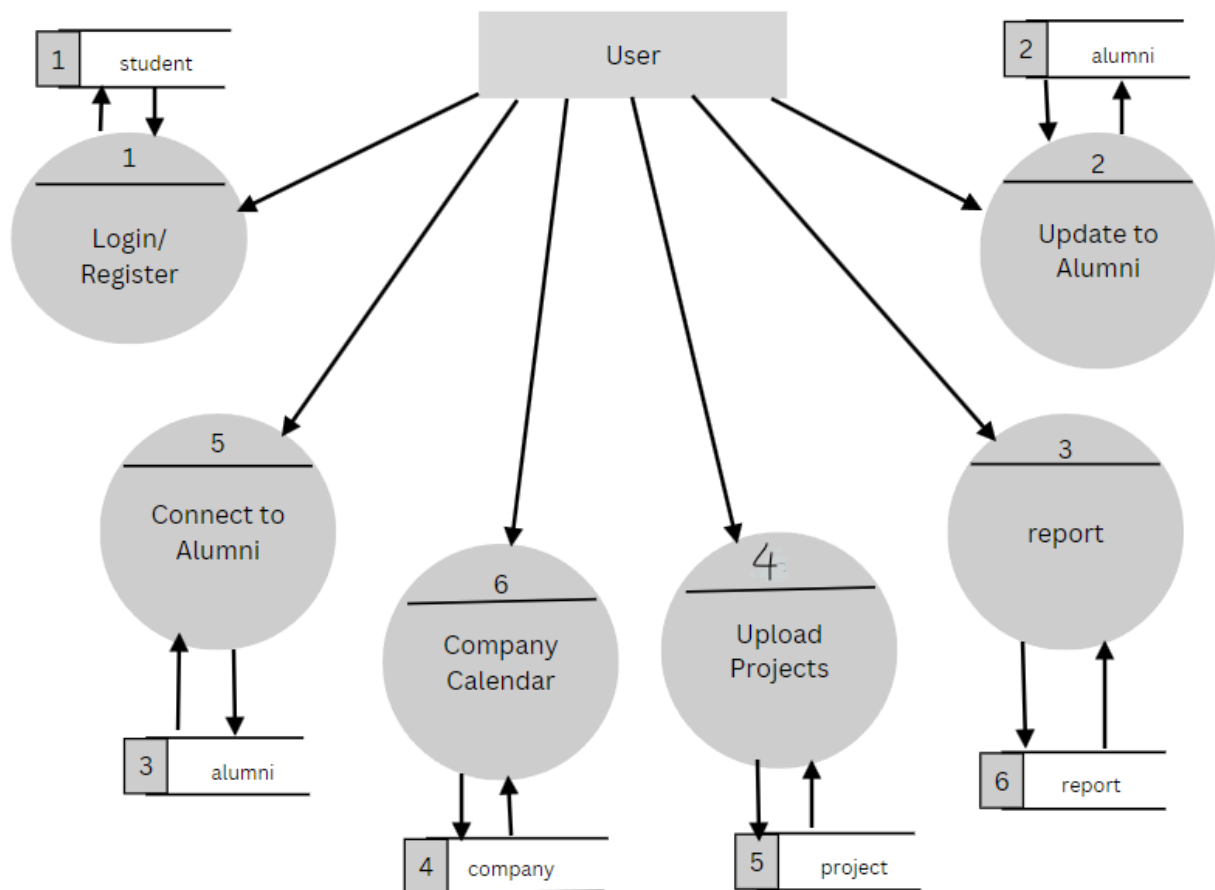 User
1
student
2
alumni
1
Login/
Register
2
Update to
Alumni
5
Connect to
Alumni
3
report
6
Company
Calendar
4
Upload
Projects
3
alumni
6
report
4
company
5
project